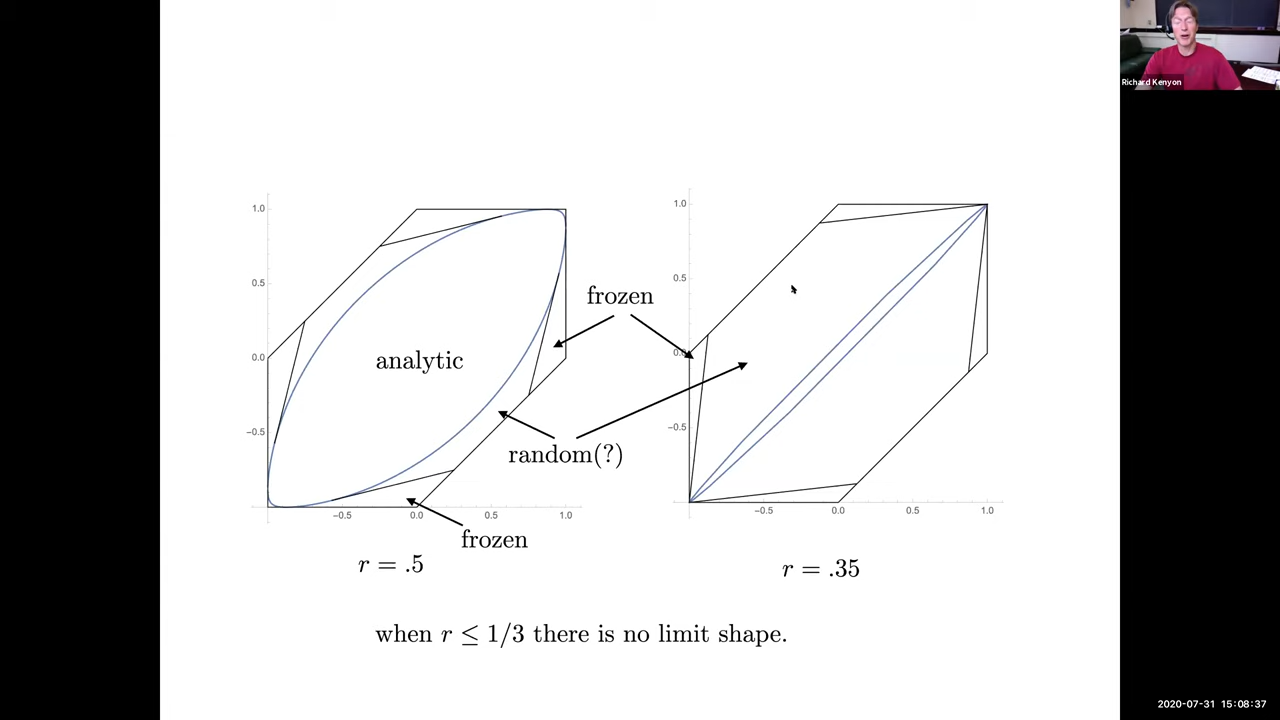 Richard Kenyon
1.0
0.5
0.0
−0.5
−0.5
0.0
0.5
1.0
analytic
frozen
random(?)
frozen
r = .5
1.0
0.5
0.0
−0.5
−0.5
0.0
0.5
1.0
r = .35
when r ≤ 1/3 there is no limit shape.
2020-07-31 15:08:37